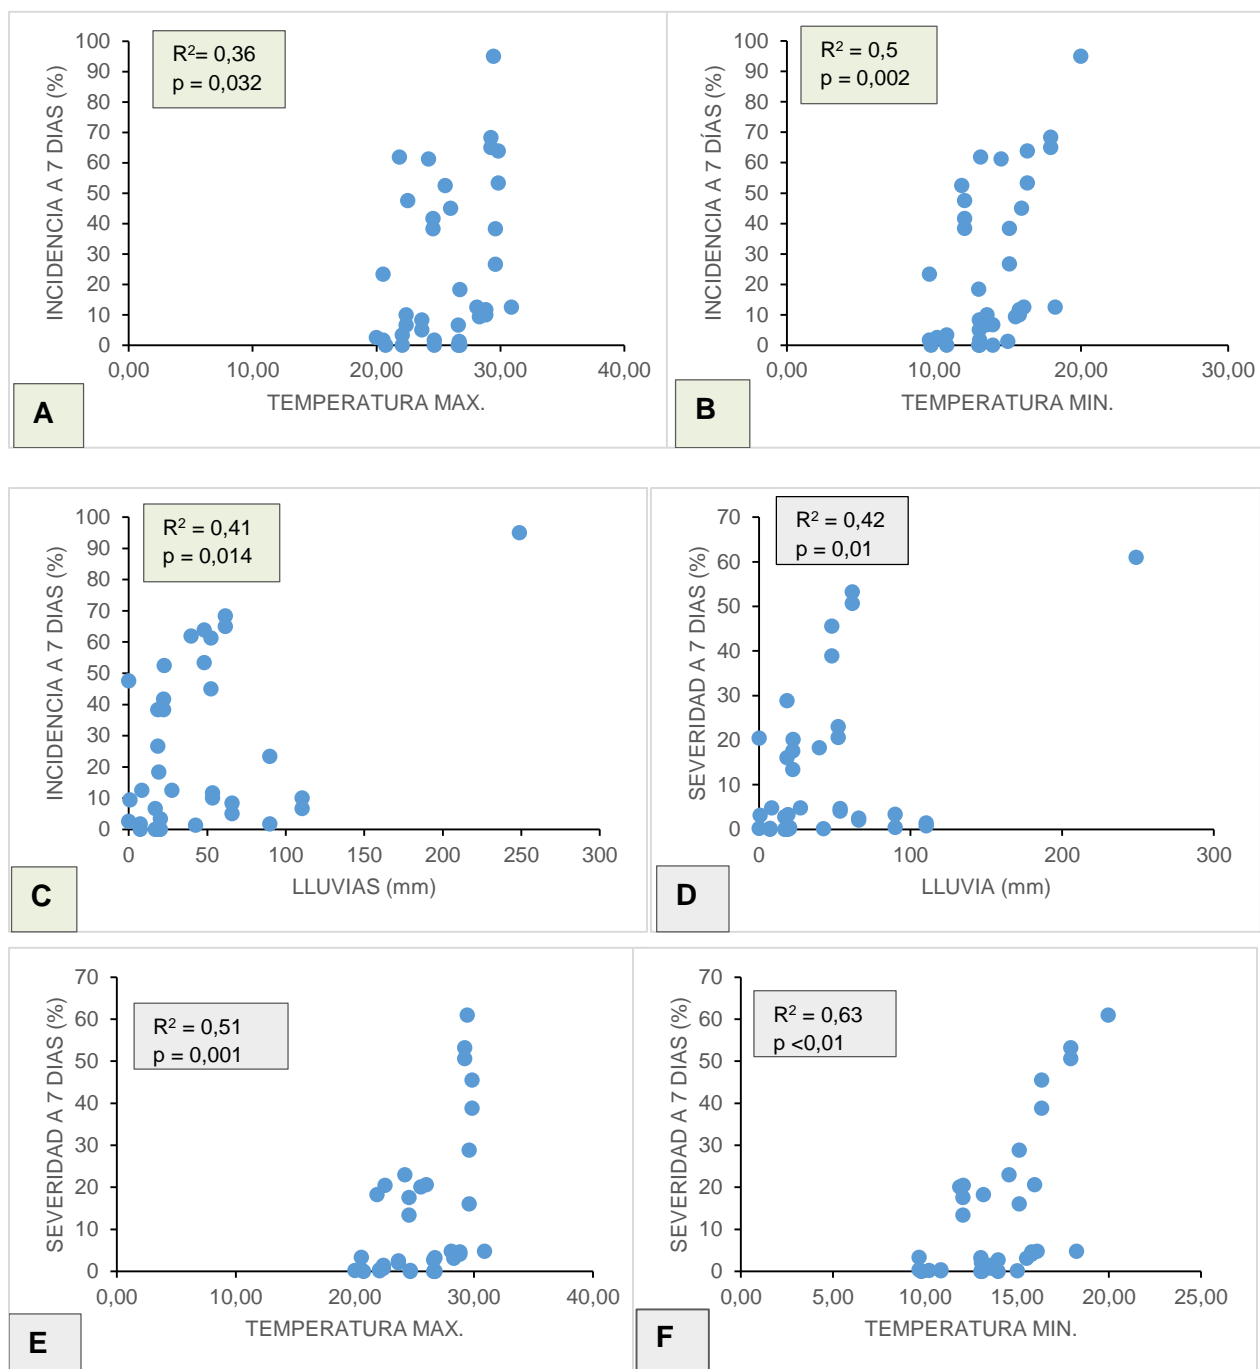 R²= 0,36
p = 0,032
INCIDENCIA A 7 DIAS (%)
100
90
80
70
60
50
40
30
20
10
0
0,00 10,00 20,00 30,00 40,00
TEMPERATURA MAX.
A
R² = 0,5
p = 0,002
INCIDENCIA A 7 DÍAS (%)
100
90
80
70
60
50
40
30
20
10
0
0,00 10,00 20,00 30,00
TEMPERATURA MIN.
B
R² = 0,41
p = 0,014
INCIDENCIA A 7 DIAS (%)
100
90
80
70
60
50
40
30
20
10
0
0 50 100 150 200 250 300
LLUVIAS (mm)
C
R² = 0,42
p = 0,01
SEVERIDAD A 7 DIAS (%)
70
60
50
40
30
20
10
0
0 100 200 300
LLUVIA (mm)
D
R² = 0,51
p = 0,001
SEVERIDAD A 7 DIAS (%)
70
60
50
40
30
20
10
0
0,00 10,00 20,00 30,00 40,00
TEMPERATURA MAX.
E
R² = 0,63
p <0,01
SEVERIDAD A 7 DIAS (%)
70
60
50
40
30
20
10
0
0,00 5,00 10,00 15,00 20,00 25,00
TEMPERATURA MIN.
F